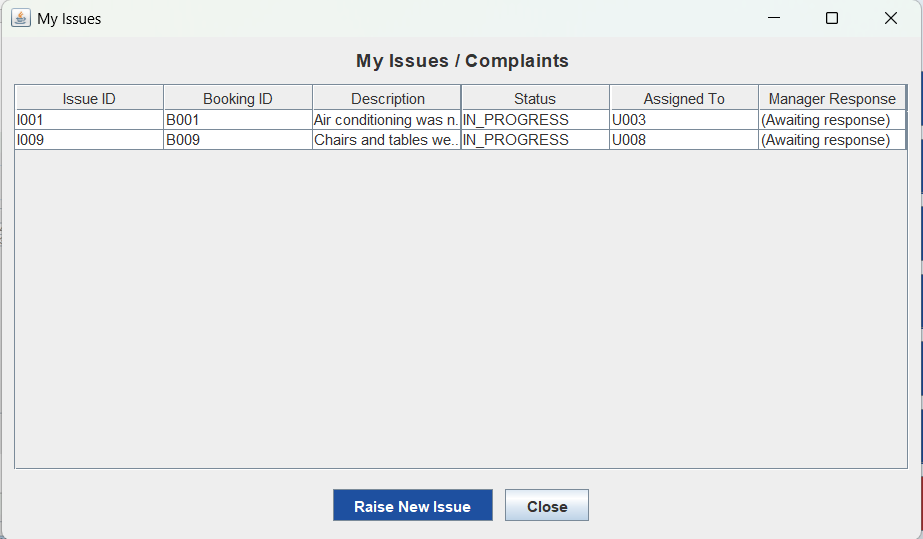 My Issues
My Issues / Complaints
Issue ID Booking ID Description Status Assigned To Manager Response
I001 B001 Air conditioning was n... IN_PROGRESS U003 (Awaiting response)
I009 B009 Chairs and tables we... IN_PROGRESS U008 (Awaiting response)
Raise New Issue Close